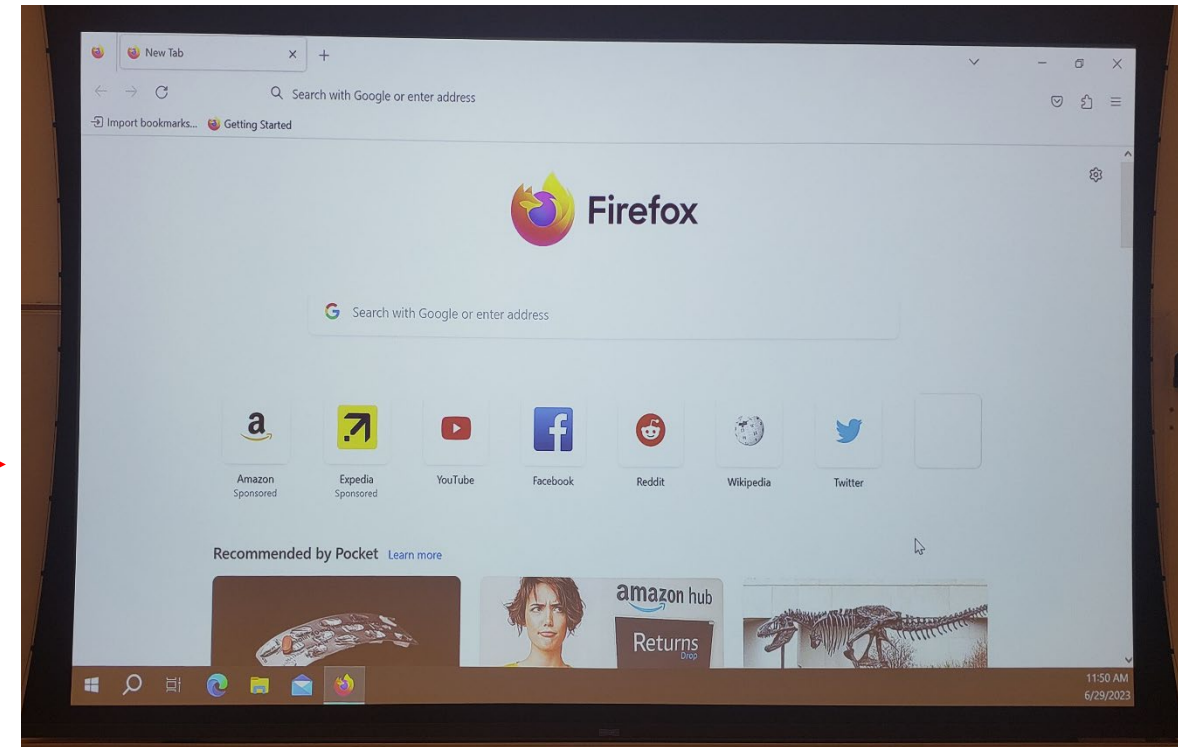 New Tab
Search with Google or enter address
Import bookmarks... Getting Started
Firefox
Search with Google or enter address
a
Amazon Expedia YouTube Facebook Reddit Wikipedia Twitter
Sponsored Sponsored
Recommended by Pocket Learn more
amazon hub
Returns
Drop
11:50 AM
6/29/2023